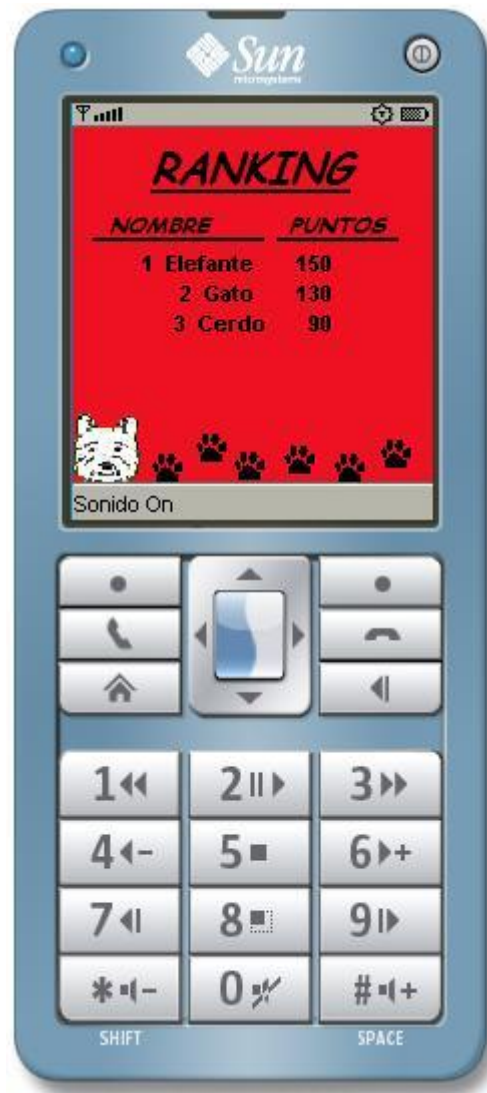 Sun
microsystems
RANKING
NOMBRE PUNTOS
1 Elefante 150
2 Gato 130
3 Cerdo 90
Sonido On
1 2 3
4 - 5 6 +
7 8 9
* - 0 # +
SHIFT SPACE